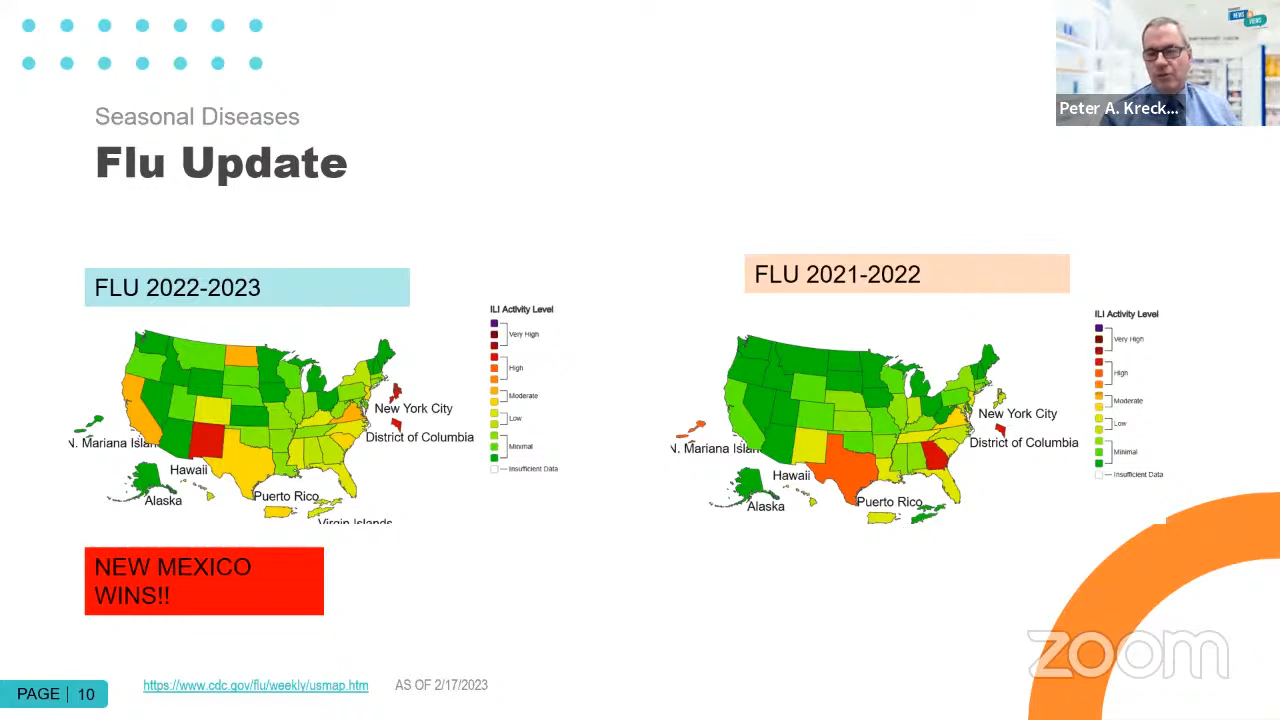 NEWS
VIEWS
Peter A. Kreck...
Seasonal Diseases
Flu Update
FLU 2022-2023
ILI Activity Level
Very High
High
Moderate
Low
Minimal
Insufficient Data
New York City
District of Columbia
N. Mariana Islan
Hawaii
Alaska
Puerto Rico
Virgin Islands
FLU 2021-2022
ILI Activity Level
Very High
High
Moderate
Low
Minimal
Insufficient Data
New York City
District of Columbia
N. Mariana Islan
Hawaii
Alaska
Puerto Rico
NEW MEXICO
WINS!!
zoom
PAGE | 10
https://www.cdc.gov/flu/weekly/usmap.htm AS OF 2/17/2023